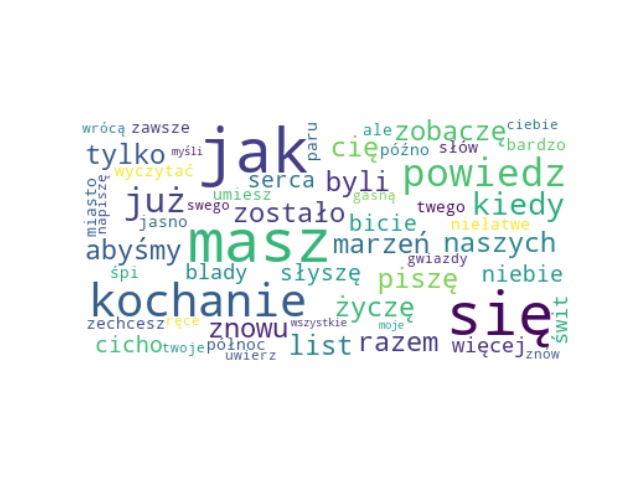 wrócą zawsze
jak
paru
ale zobaczę ciebie
tylko myśli
cię późno słów bardzo
wyczytać
serca byli powiedz
miasto napiszę
już umiesz gasną
jasno swego zostało
bicie twego kiedy
niełatwe
abyśmy masz marzeń naszych
gwiazdy
śpi blady słyszę piszę niebie
kochanie życzę się świt
zechcesz ręce znowu wszystkie moje
cicho twoje północ list razem więcej
uwierz znów